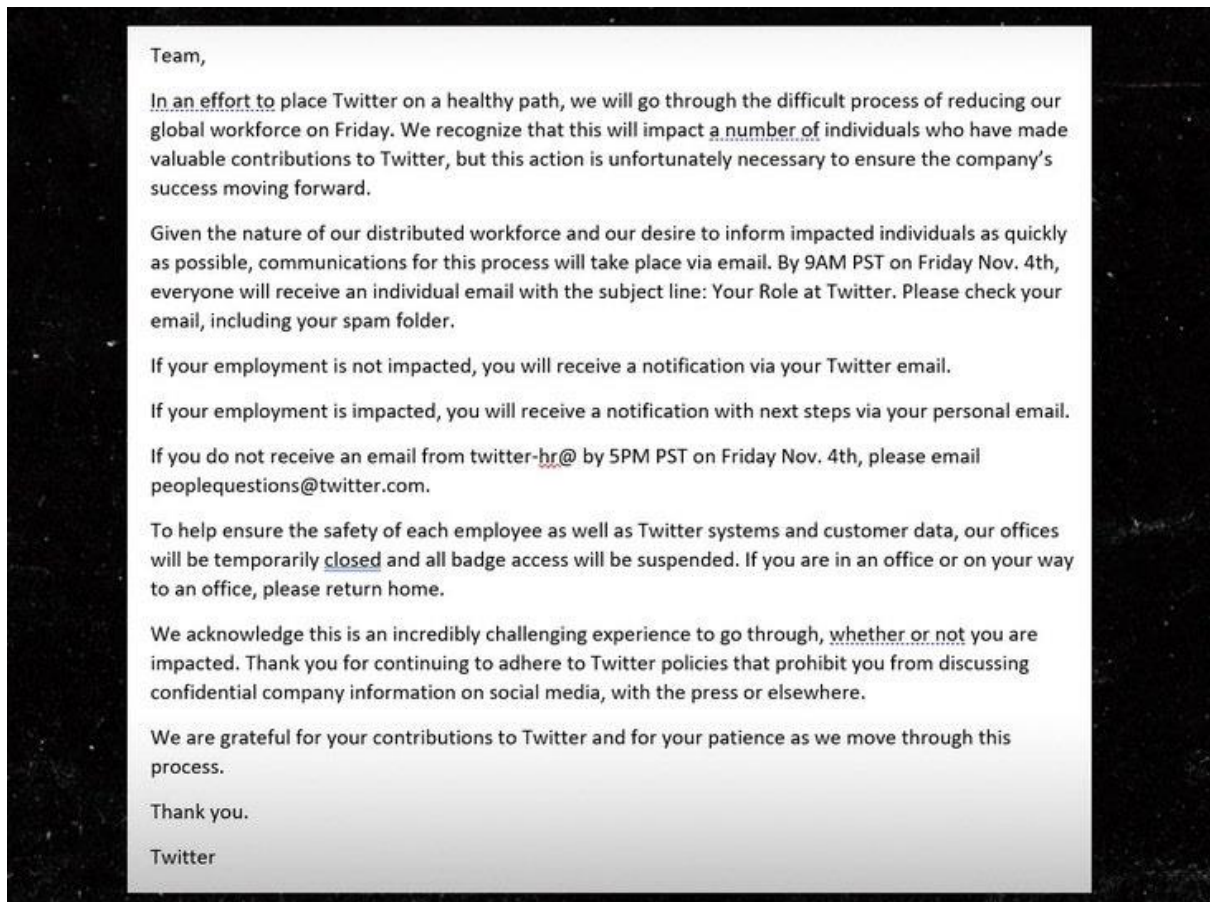 Team,
In an effort to place Twitter on a healthy path, we will go through the difficult process of reducing our
global workforce on Friday. We recognize that this will impact a number of individuals who have made
valuable contributions to Twitter, but this action is unfortunately necessary to ensure the company's
success moving forward.
Given the nature of our distributed workforce and our desire to inform impacted individuals as quickly
as possible, communications for this process will take place via email. By 9AM PST on Friday Nov. 4th,
everyone will receive an individual email with the subject line: Your Role at Twitter. Please check your
email, including your spam folder.
If your employment is not impacted, you will receive a notification via your Twitter email.
If your employment is impacted, you will receive a notification with next steps via your personal email.
If you do not receive an email from twitter-hr@ by 5PM PST on Friday Nov. 4th, please email
peoplequestions@twitter.com.
To help ensure the safety of each employee as well as Twitter systems and customer data, our offices
will be temporarily closed and all badge access will be suspended. If you are in an office or on your way
to an office, please return home.
We acknowledge this is an incredibly challenging experience to go through, whether or not you are
impacted. Thank you for continuing to adhere to Twitter policies that prohibit you from discussing
confidential company information on social media, with the press or elsewhere.
We are grateful for your contributions to Twitter and for your patience as we move through this
process.
Thank you.
Twitter